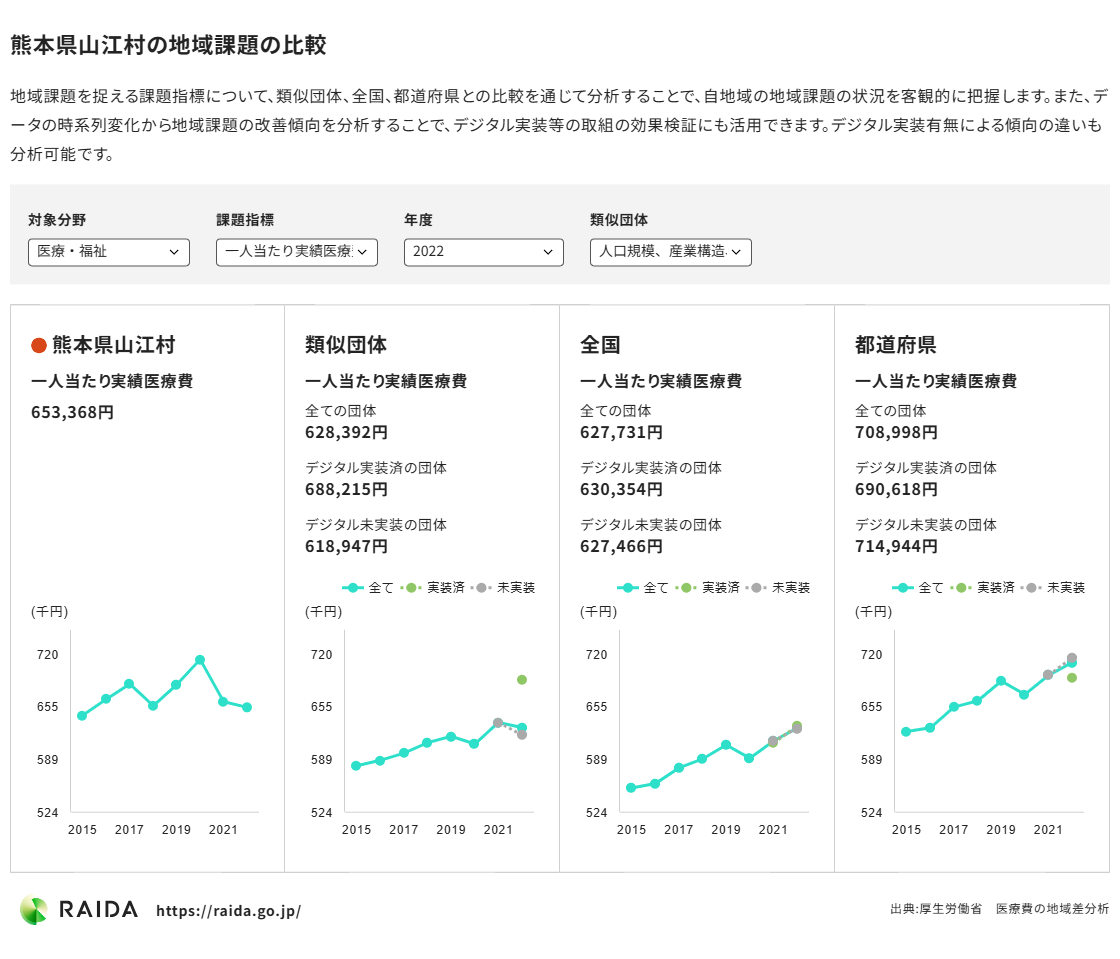 熊本県山江村の地域課題の比較
地域課題を捉える課題指標について、類似団体、全国、都道府県との比較を通じて分析することで、自地域の地域課題の状況を客観的に把握します。また、デ
ータの時系列変化から地域課題の改善傾向を分析することで、デジタル実装等の取組の効果検証にも活用できます。デジタル実装有無による傾向の違いも
分析可能です。
対象分野 課題指標 年度 類似団体
医療・福祉 一人当たり実績医療 2022 人口規模、産業構造
熊本県山江村
一人当たり実績医療費
653,368円
(千円)
720
655
589
524
2015 2017 2019 2021
類似団体
一人当たり実績医療費
全ての団体
628,392円
デジタル実装済の団体
688,215円
デジタル未実装の団体
618,947円
全て 実装済 未実装
(千円)
720
655
589
524
2015 2017 2019 2021
全国
一人当たり実績医療費
全ての団体
627,731円
デジタル実装済の団体
630,354円
デジタル未実装の団体
627,466円
全て 実装済 未実装
(千円)
720
655
589
524
2015 2017 2019 2021
都道府県
一人当たり実績医療費
全ての団体
708,998円
デジタル実装済の団体
690,618円
デジタル未実装の団体
714,944円
全て 実装済 未実装
(千円)
720
655
589
524
2015 2017 2019 2021
RAIDA https://raida.go.jp/
出典:厚生労働省 医療費の地域差分析